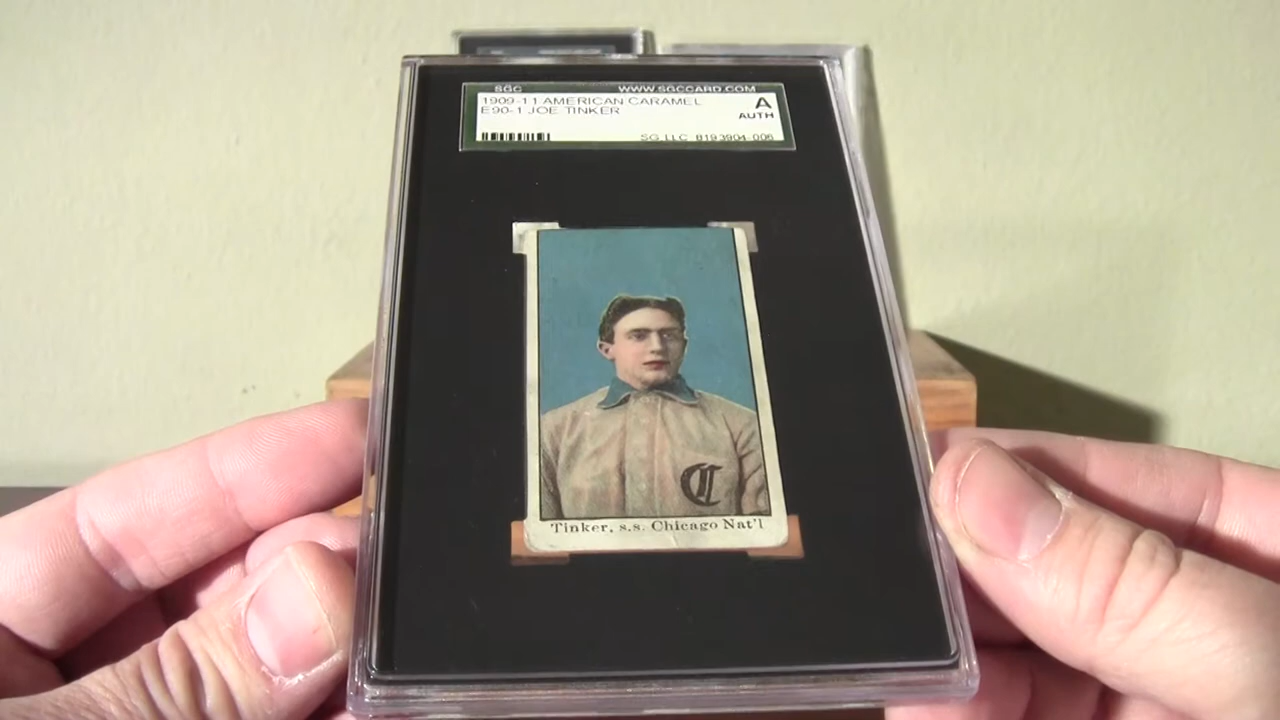 SGC WWW.SGCCARD.COM
1909-11 AMERICAN CARAMEL A
E90-1 JOE TINKER AUTH
SG LLC 8193904-006
C
Tinker, s.s. Chicago Nat'l